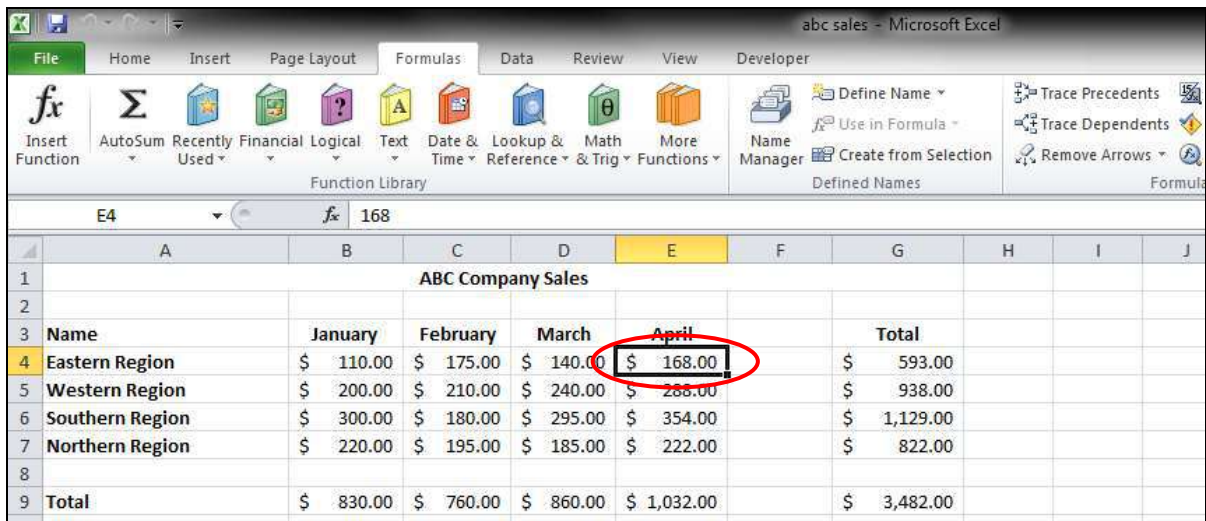 abc sales - Microsoft Excel
File Home Insert Page Layout Formulas Data Review View Developer
fx Insert Function
Σ AutoSum
Recently Used
Financial
Logical
Text
Date & Time
Lookup & Reference
Math & Trig
More Functions
Function Library
Name Manager
Define Name
Use in Formula
Create from Selection
Defined Names
Trace Precedents
Trace Dependents
Remove Arrows
Formula
E4 fx 168
A B C D E F G H I J
1 ABC Company Sales
2
3 Name January February March April Total
4 Eastern Region $ 110.00 $ 175.00 $ 140.00 $ 168.00 $ 593.00
5 Western Region $ 200.00 $ 210.00 $ 240.00 $ 288.00 $ 938.00
6 Southern Region $ 300.00 $ 180.00 $ 295.00 $ 354.00 $ 1,129.00
7 Northern Region $ 220.00 $ 195.00 $ 185.00 $ 222.00 $ 822.00
8
9 Total $ 830.00 $ 760.00 $ 860.00 $ 1,032.00 $ 3,482.00